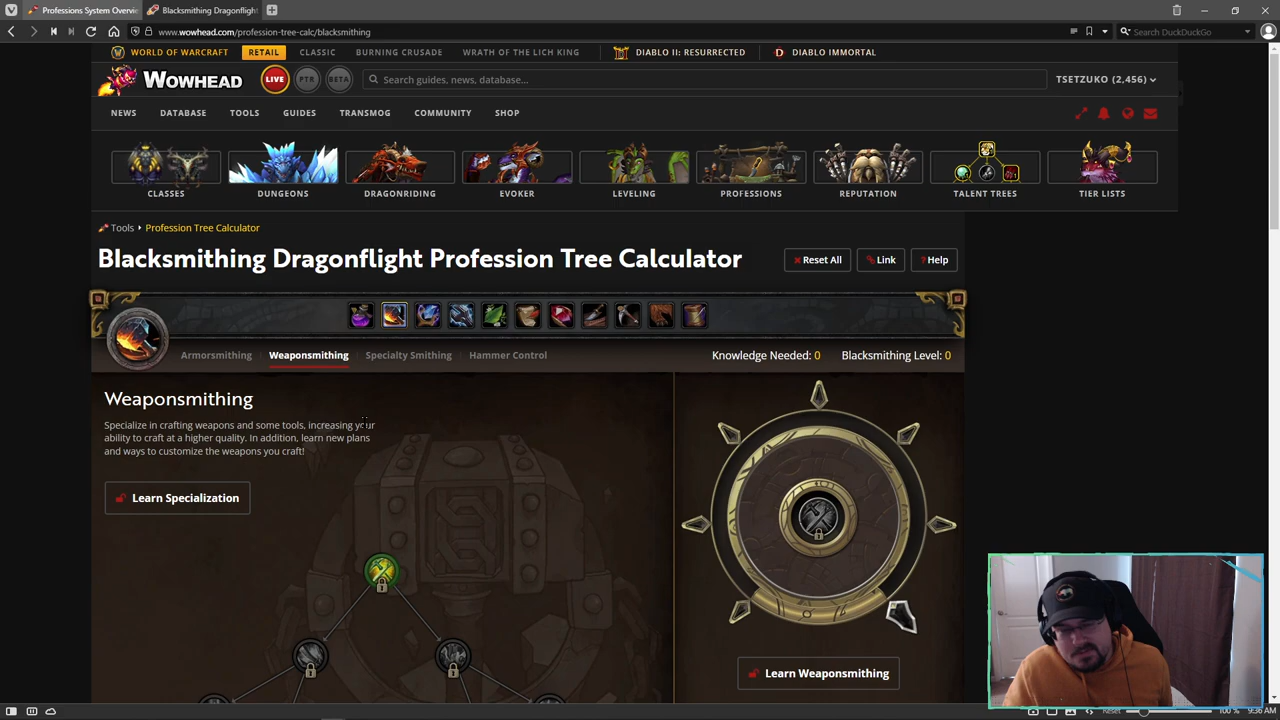 Professions System Overvie
Blacksmithing Dragonflight
www.wowhead.com/profession-tree-calc/blacksmithing
Search DuckDuckGo
WORLD OF WARCRAFT RETAIL CLASSIC BURNING CRUSADE WRATH OF THE LICH KING DIABLO II: RESURRECTED DIABLO IMMORTAL
WOWHEAD LIVE PTR BETA Search guides, news, database... TSETZUKO (2,456)
NEWS DATABASE TOOLS GUIDES TRANSMOG COMMUNITY SHOP
CLASSES DUNGEONS DRAGONRIDING EVOKER LEVELING PROFESSIONS REPUTATION TALENT TREES TIER LISTS
Tools Profession Tree Calculator
Blacksmithing Dragonflight Profession Tree Calculator Reset All Link Help
Armorsmithing Weaponsmithing Specialty Smithing Hammer Control Knowledge Needed: 0 Blacksmithing Level: 0
Weaponsmithing
Specialize in crafting weapons and some tools, increasing your
ability to craft at a higher quality. In addition, learn new plans
and ways to customize the weapons you craft!
Learn Specialization
Learn Weaponsmithing
Reset 100 % 9:36 AM